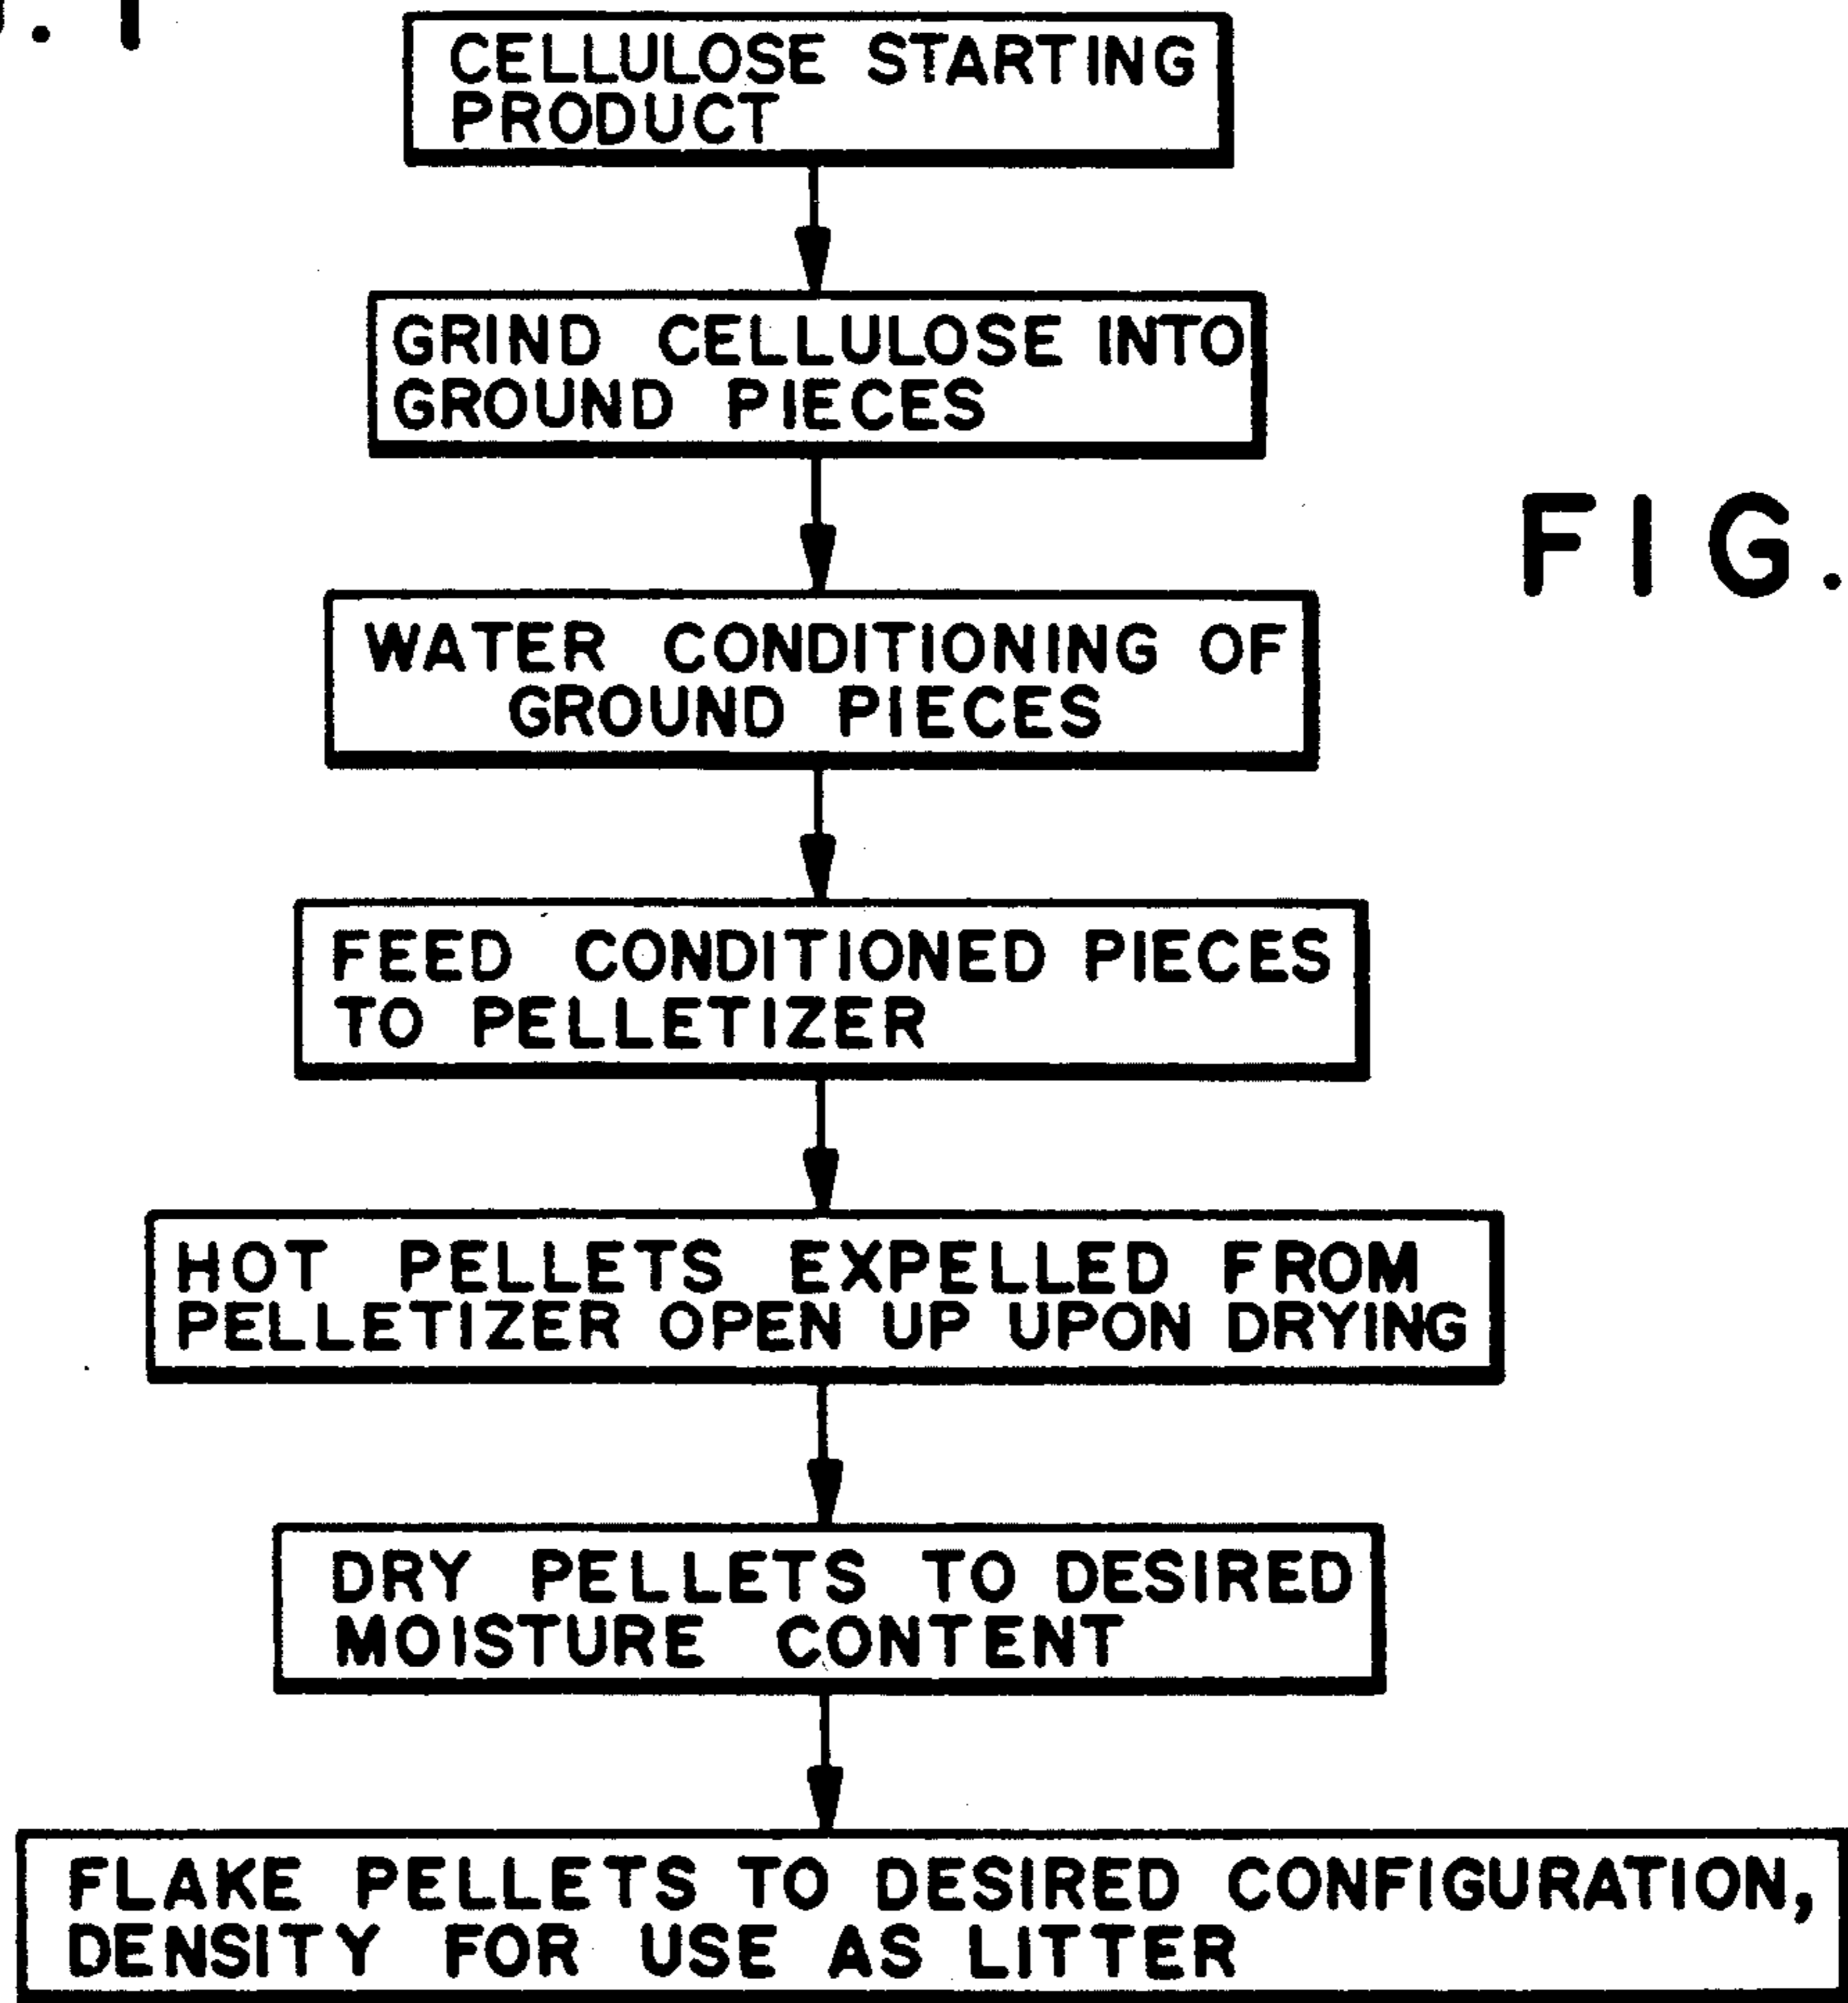 . 1
CELLULOSE STARTING
PRODUCT
GRIND CELLULOSE INTO
GROUND PIECES
FIG.
WATER CONDITIONING OF
GROUND PIECES
FEED CONDITIONED PIECES
TO PELLETIZER
HOT PELLETS EXPELLED FROM
PELLETIZER OPEN UP UPON DRYING
DRY PELLETS TO DESIRED
MOISTURE CONTENT
FLAKE PELLETS TO DESIRED CONFIGURATION,
DENSITY FOR USE AS LITTER